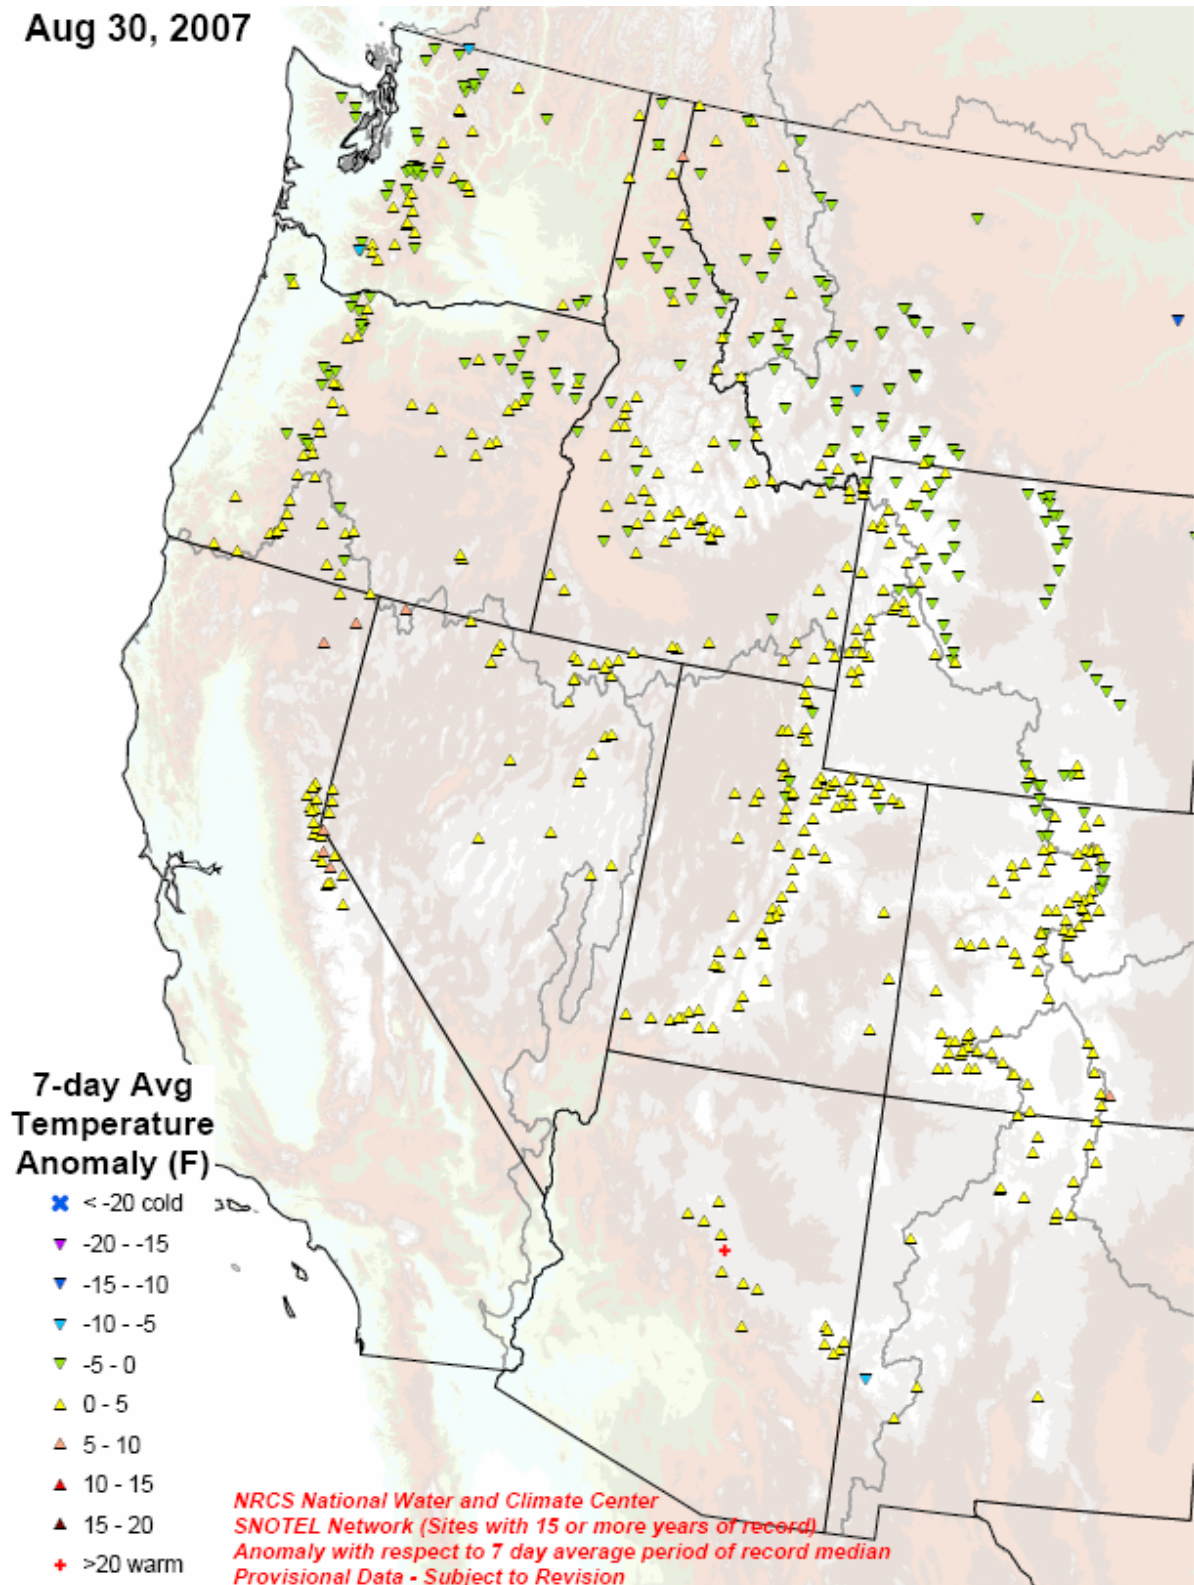 Aug 30, 2007
7-day Avg
Temperature
Anomaly (F)
< -20 cold
-20 - -15
-15 - -10
-10 - -5
-5 - 0
0 - 5
5 - 10
10 - 15
15 - 20
>20 warm
NRCS National Water and Climate Center
SNOTEL Network (Sites with 15 or more years of record)
Anomaly with respect to 7 day average period of record median
Provisional Data - Subject to Revision